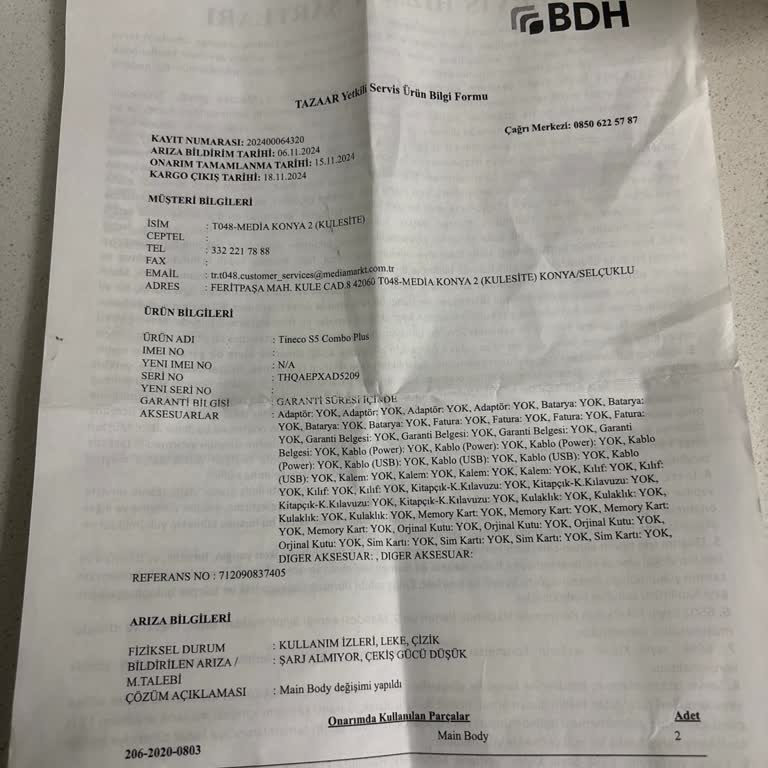 BDH
TAZAAR Yetkili Servis Ürün Bilgi Formu
Çağrı Merkezi: 0850 622 57 87
KAYIT NUMARASI: 202400064320
ARIZA BİLDİRİM TARİHİ: 06.11.2024
ONARIM TAMAMLANMA TARİHİ: 15.11.2024
KARGO ÇIKIŞ TARİHİ: 18.11.2024
MÜŞTERİ BİLGİLERİ
İSİM : T048-MEDIA KONYA 2 (KULESİTE)
CEPTEL :
TEL : 332 221 78 88
FAX :
EMAIL : tr.t048.customer_services@mediamarkt.com.tr
ADRES : FERİTPAŞA MAH. KULE CAD.8 42060 T048-MEDIA KONYA 2 (KULESITE) KONYA/SELÇUKLU
ÜRÜN BİLGİLERİ
ÜRÜN ADI : Tineco S5 Combo Plus
IMEI NO :
YENI IMEI NO : N/A
SERİ NO : THQAEPXAD5209
YENI SERİ NO :
GARANTİ BİLGİSİ : GARANTİ SÜRESİ İÇİNDE
AKSESUARLAR : Adaptör: YOK, Adaptör: YOK, Adaptör: YOK, Adaptör: YOK, Batarya: YOK, Batarya:
YOK, Batarya: YOK, Batarya: YOK, Fatura: YOK, Fatura: YOK, Fatura: YOK, Fatura:
YOK, Garanti Belgesi: YOK, Garanti Belgesi: YOK, Garanti Belgesi: YOK, Garanti
Belgesi: YOK, Kablo (Power): YOK, Kablo (Power): YOK, Kablo (Power): YOK, Kablo
(Power): YOK, Kablo (USB): YOK, Kablo (USB): YOK, Kablo (USB): YOK, Kablo
(USB): YOK, Kalem: YOK, Kalem: YOK, Kalem: YOK, Kalem: YOK, Kılıf: YOK, Kılıf:
YOK, Kılıf: YOK, Kılıf: YOK, Kitapçık-K.Kılavuzu: YOK, Kitapçık-K.Kılavuzu: YOK,
Kitapçık-K.Kılavuzu: YOK, Kitapçık-K.Kılavuzu: YOK, Kulaklık: YOK, Kulaklık: YOK,
Kulaklık: YOK, Kulaklık: YOK, Memory Kart: YOK, Memory Kart: YOK, Memory Kart:
YOK, Memory Kart: YOK, Orjinal Kutu: YOK, Orjinal Kutu: YOK, Orjinal Kutu: YOK,
Orjinal Kutu: YOK, Sim Kartı: YOK, Sim Kartı: YOK, Sim Kartı: YOK, Sim Kartı: YOK,
DIGER AKSESUAR: , DIGER AKSESUAR:
REFERANS NO : 712090837405
ARIZA BİLGİLERİ
FİZİKSEL DURUM : KULLANIM İZLERİ, LEKE, ÇİZİK
BİLDİRİLEN ARIZA / : ŞARJ ALMIYOR, ÇEKİŞ GÜCÜ DÜŞÜK
M.TALEBİ
ÇÖZÜM AÇIKLAMASI : Main Body değişimi yapıldı
Onarımda Kullanılan Parçalar Adet
Main Body 2
206-2020-0803